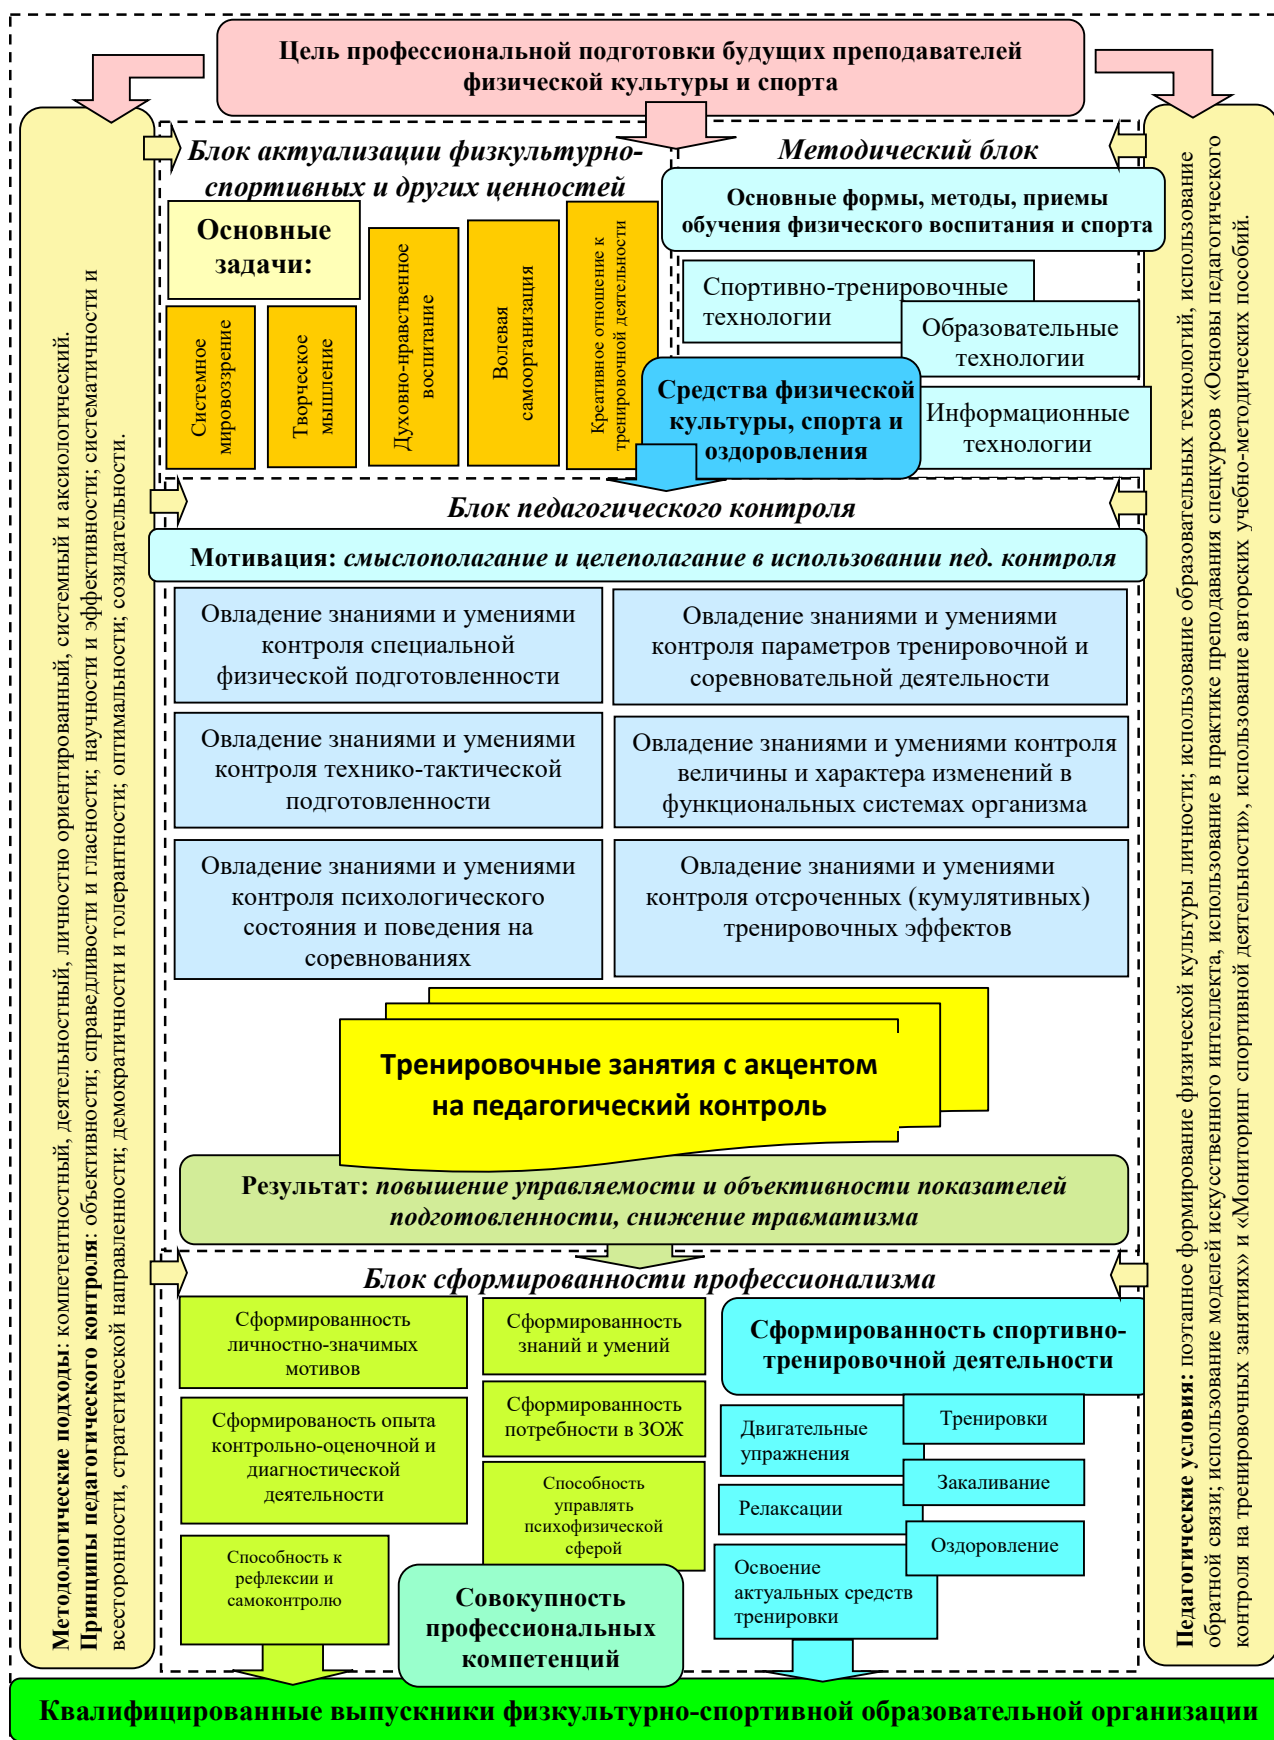 Цель профессиональной подготовки будущих преподавателей
физической культуры и спорта
Методологические подходы: компетентностный, деятельностный, личностно ориентированный, системный и аксиологический.
Принципы педагогического контроля: объективности; справедливости и гласности; научности и эффективности; систематичности и
всесторонности, стратегической направленности; демократичности и толерантности; оптимальности; созидательности.
Блок актуализации физкультурно-
спортивных и других ценностей
Основные
задачи:
Системное
мировоззрение
Творческое
мышление
Духовно-нравственное
воспитание
Волевая
самоорганизация
Креативное отношение к
тренировочной деятельности
Методический блок
Основные формы, методы, приемы
обучения физического воспитания и спорта
Спортивно-тренировочные
технологии
Образовательные
технологии
Информационные
технологии
Средства физической
культуры, спорта и
оздоровления
Блок педагогического контроля
Мотивация: смыслополагание и целеполагание в использовании пед. контроля
Овладение знаниями и умениями
контроля специальной
физической подготовленности
Овладение знаниями и умениями
контроля параметров тренировочной и
соревновательной деятельности
Овладение знаниями и умениями
контроля технико-тактической
подготовленности
Овладение знаниями и умениями контроля
величины и характера изменений в
функциональных системах организма
Овладение знаниями и умениями
контроля психологического
состояния и поведения на
соревнованиях
Овладение знаниями и умениями
контроля отсроченных (кумулятивных)
тренировочных эффектов
Тренировочные занятия с акцентом
на педагогический контроль
Результат: повышение управляемости и объективности показателей
подготовленности, снижение травматизма
Блок сформированности профессионализма
Сформированность
личностно-значимых
мотивов
Сформированость опыта
контрольно-оценочной и
диагностической
деятельности
Способность к
рефлексии и
самоконтролю
Сформированность
знаний и умений
Сформированность
потребности в ЗОЖ
Способность
управлять
психофизической
сферой
Совокупность
профессиональных
компетенций
Сформированность спортивно-
тренировочной деятельности
Двигательные
упражнения
Тренировки
Закаливание
Релаксации
Оздоровление
Освоение
актуальных средств
тренировки
Педагогические условия: поэтапное формирование физической культуры личности; использование образовательных технологий, использование
обратной связи; использование моделей искуственного интеллекта, использование в практике преподавания спецкурсов «Основы педагогического
контроля на тренировочных занятиях» и «Мониторинг спортивной деятельности», использование авторских учебно-методических пособий.
Квалифицированные выпускники физкультурно-спортивной образовательной организации